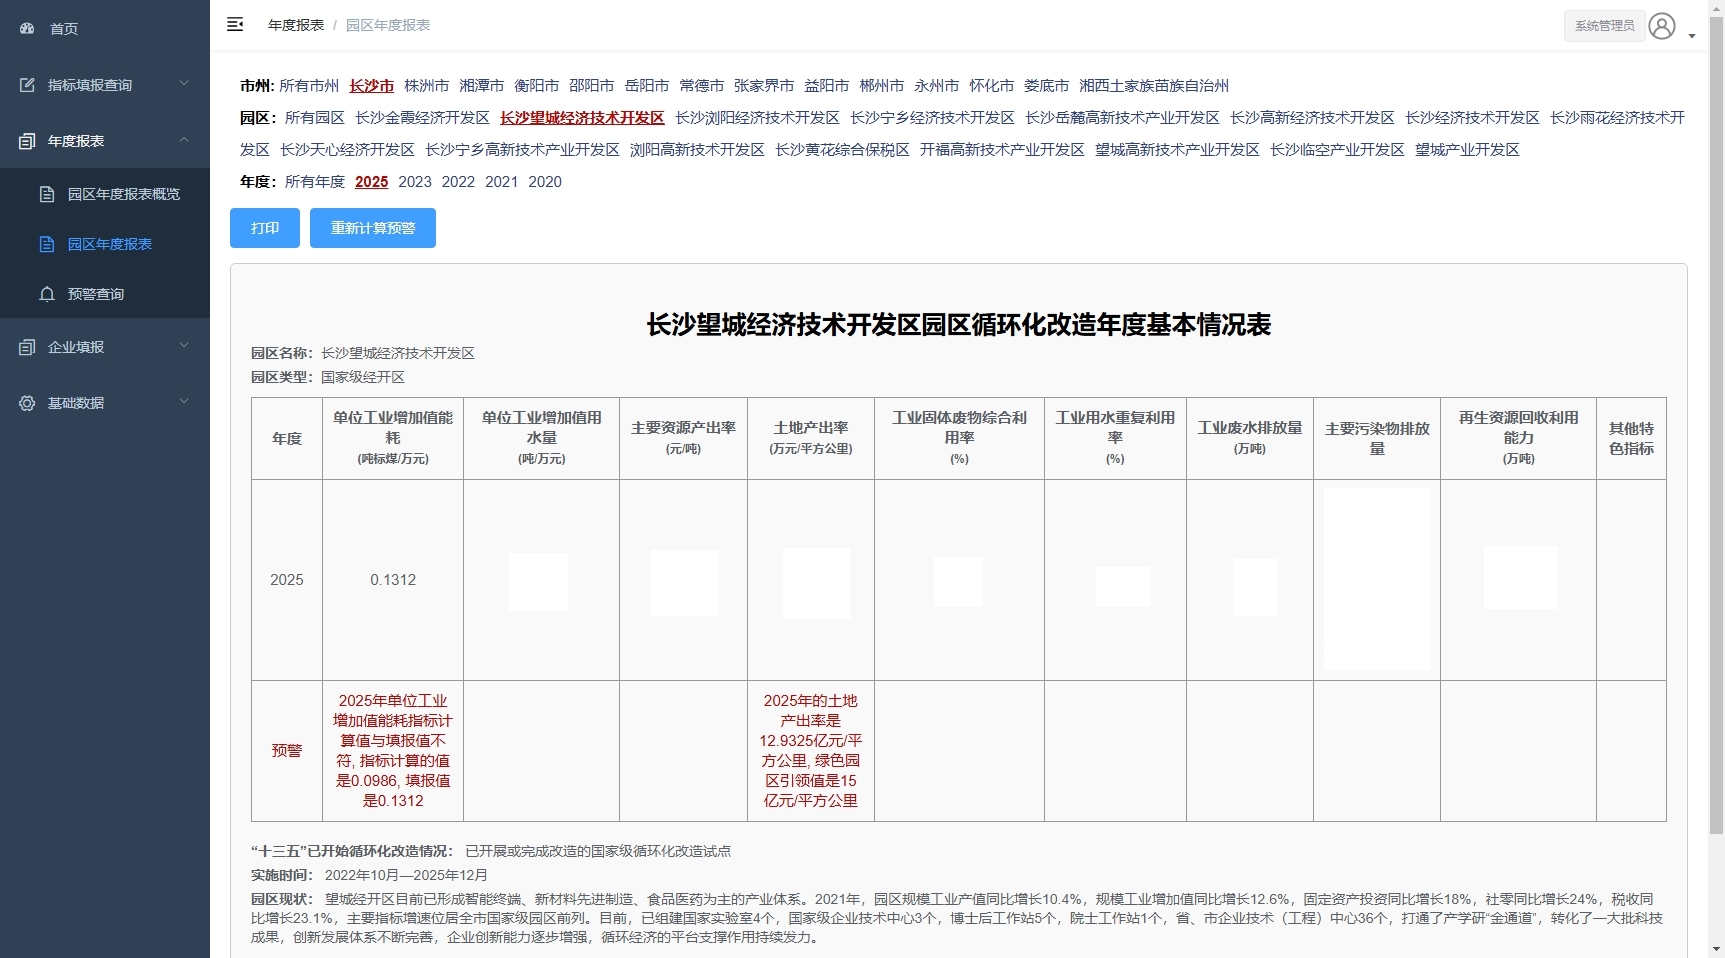 首页
指标填报查询
年度报表
园区年度报表概览
园区年度报表
预警查询
企业填报
基础数据
年度报表 / 园区年度报表
系统管理员
市州: 所有市州 长沙市 株洲市 湘潭市 衡阳市 邵阳市 岳阳市 常德市 张家界市 益阳市 郴州市 永州市 怀化市 娄底市 湘西土家族苗族自治州
园区: 所有园区 长沙金霞经济开发区 长沙望城经济技术开发区 长沙浏阳经济技术开发区 长沙宁乡经济技术开发区 长沙岳麓高新技术产业开发区 长沙高新经济技术开发区 长沙经济技术开发区 长沙雨花经济技术开
发区 长沙天心经济开发区 长沙宁乡高新技术产业开发区 浏阳高新技术开发区 长沙黄花综合保税区 开福高新技术产业开发区 望城高新技术产业开发区 长沙临空产业开发区 望城产业开发区
年度: 所有年度 2025 2023 2022 2021 2020
打印 重新计算预警
长沙望城经济技术开发区园区循环化改造年度基本情况表
园区名称: 长沙望城经济技术开发区
园区类型: 国家级经开区
年度
单位工业增加值能
耗
(吨标煤/万元)
单位工业增加值用
水量
(吨/万元)
主要资源产出率
(元/吨)
土地产出率
(万元/平方公里)
工业固体废物综合利
用率
(%)
工业用水重复利用
率
(%)
工业废水排放量
(万吨)
主要污染物排放
量
再生资源回收利用
能力
(万吨)
其他特
色指标
2025
0.1312
预警
2025年单位工业
增加值能耗指标计
算值与填报值不
符, 指标计算的值
是0.0986, 填报值
是0.1312
2025年的土地
产出率是
12.9325亿元/平
方公里, 绿色园
区引领值是15
亿元/平方公里
“十三五”已开始循环化改造情况: 已开展或完成改造的国家级循环化改造试点
实施时间: 2022年10月—2025年12月
园区现状: 望城经开区目前已形成智能终端、新材料先进制造、食品医药为主的产业体系。2021年，园区规模工业产值同比增长10.4%，规模工业增加值同比增长12.6%，固定资产投资同比增长18%，社零同比增长24%，税收同
比增长23.1%，主要指标增速位居全市国家级园区前列。目前，已组建国家实验室4个，国家级企业技术中心3个，博士后工作站5个，院士工作站1个，省、市企业技术（工程）中心36个，打通了产学研“金通道”，转化了一大批科技
成果，创新发展体系不断完善，企业创新能力逐步增强，循环经济的平台支撑作用持续发力。